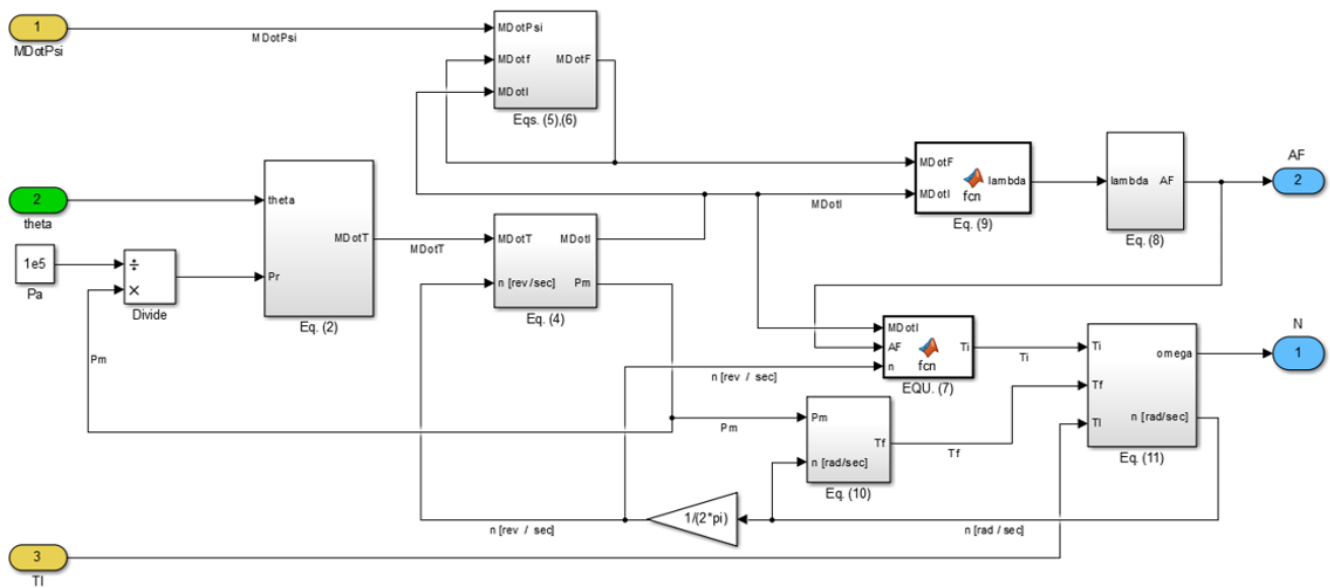 1
MDotPsi
MDotPsi
MDotPsi
MDotf
MDotI
MDotF
Eqs. (5),(6)
2
theta
1e5
Pa
÷
×
Divide
Pm
theta
Pr
MDotT
Eq. (2)
MDotT
MDotT
n [rev/sec]
MDotI
Pm
Eq. (4)
MDotI
MDotF
MDotI
lambda
fcn
Eq. (9)
lambda
AF
Eq. (8)
AF
2
MDotI
AF
n
Ti
fcn
EQU. (7)
Ti
n [rev / sec]
Pm
Pm
n [rad/sec]
Tf
Eq. (10)
Tf
Ti
Tf
Tl
omega
n [rad/sec]
Eq. (11)
N
1
1/(2*pi)
n [rev / sec]
n [rad / sec]
3
Tl